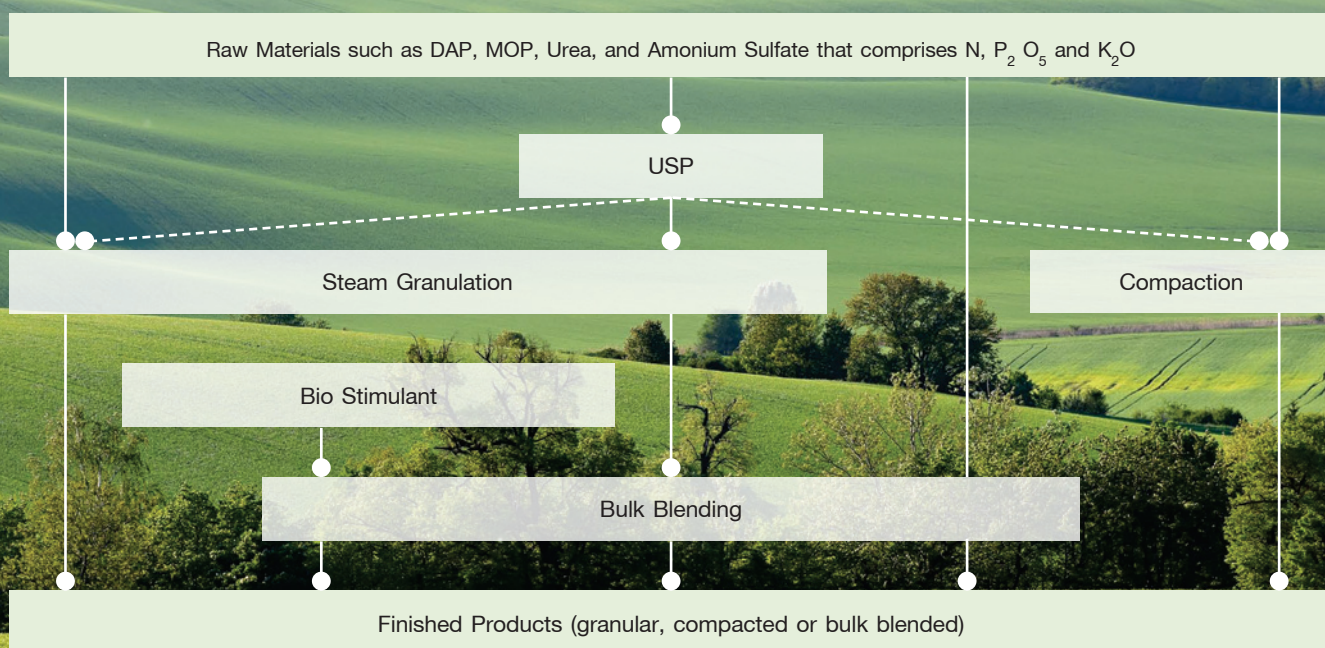 Raw Materials such as DAP, MOP, Urea, and Amonium Sulfate that comprises N, P₂ O₅ and K₂O
USP
Steam Granulation
Compaction
Bio Stimulant
Bulk Blending
Finished Products (granular, compacted or bulk blended)